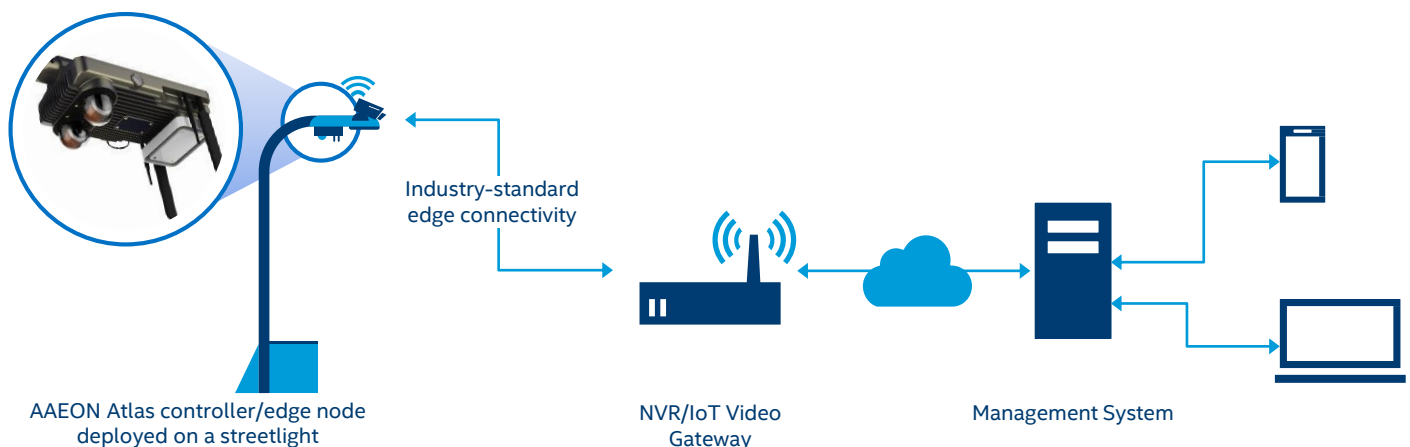 Industry-standard
edge connectivity
AAEON Atlas controller/edge node
deployed on a streetlight
NVR/IoT Video
Gateway
Management System